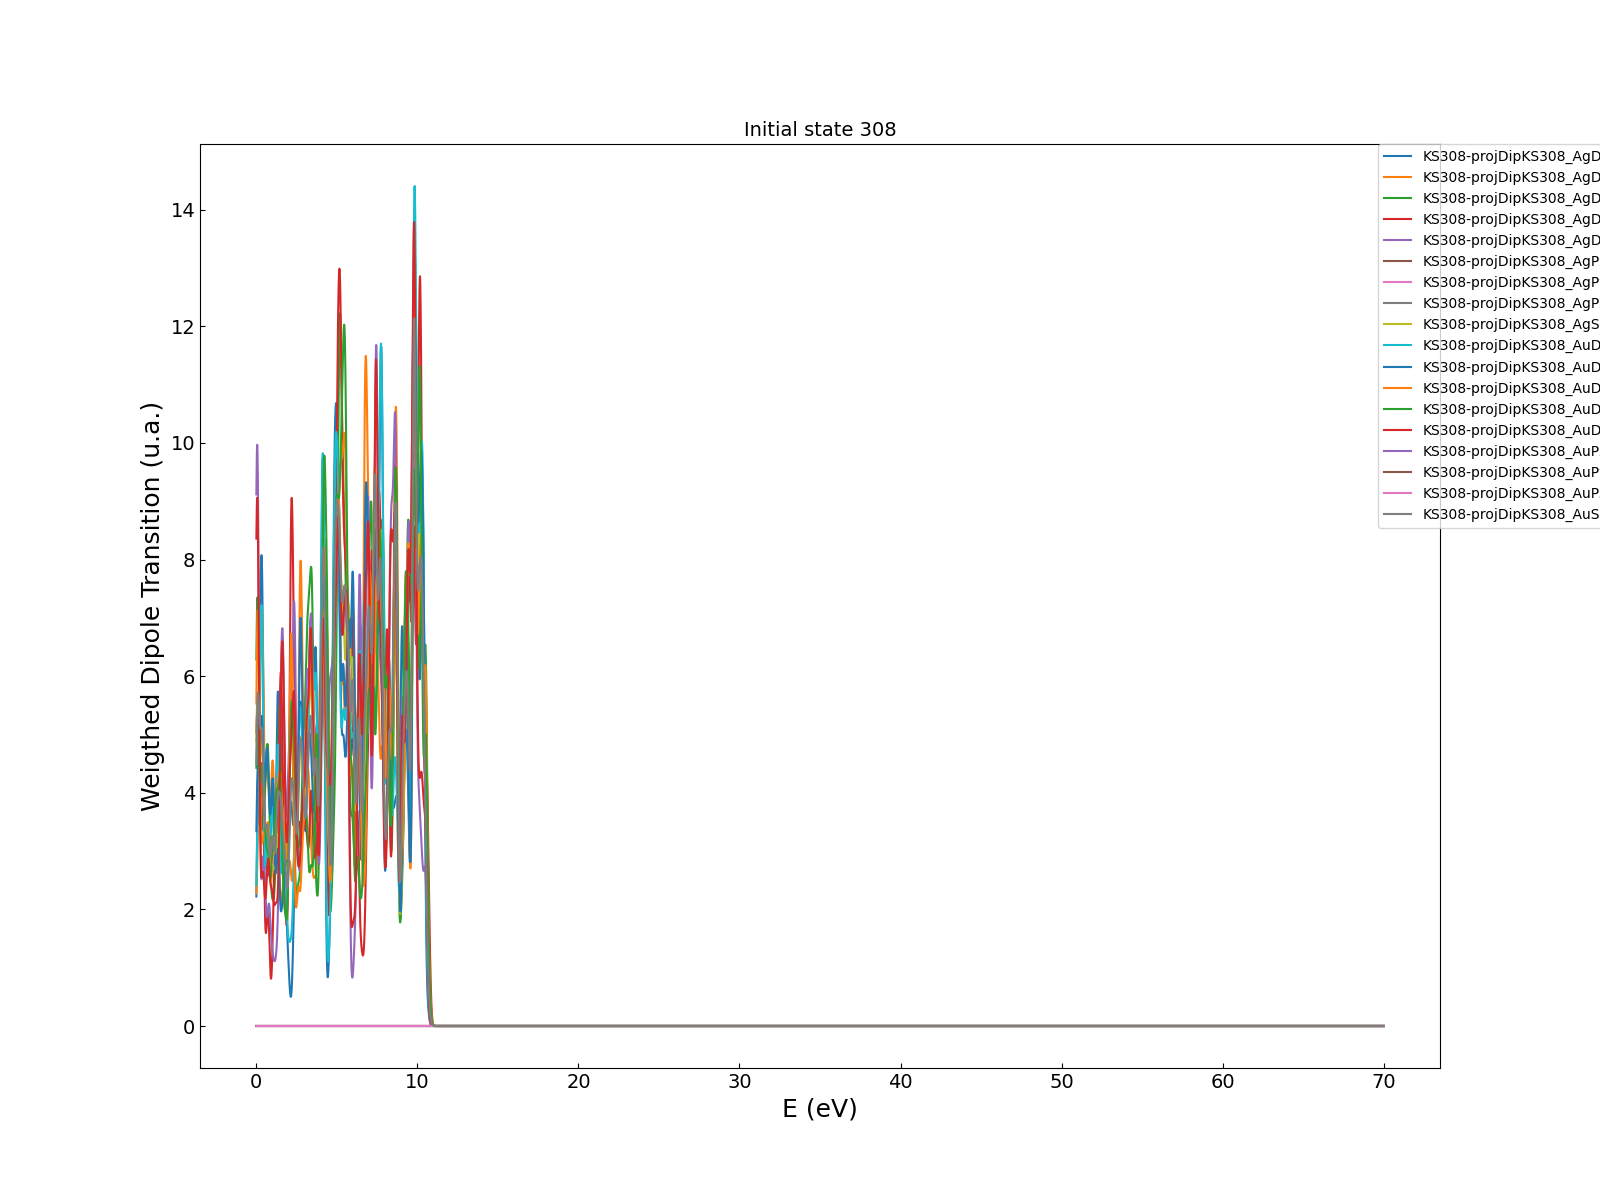 Initial state 308
Weigthed Dipole Transition (u.a.)
14
12
10
8
6
4
2
0
0 10 20 30 40 50 60 70
E (eV)
KS308-projDipKS308_AgD
KS308-projDipKS308_AgD
KS308-projDipKS308_AgD
KS308-projDipKS308_AgD
KS308-projDipKS308_AgD
KS308-projDipKS308_AgP
KS308-projDipKS308_AgP
KS308-projDipKS308_AgP
KS308-projDipKS308_AgS
KS308-projDipKS308_AuD
KS308-projDipKS308_AuD
KS308-projDipKS308_AuD
KS308-projDipKS308_AuD
KS308-projDipKS308_AuD
KS308-projDipKS308_AuP
KS308-projDipKS308_AuP
KS308-projDipKS308_AuP
KS308-projDipKS308_AuS